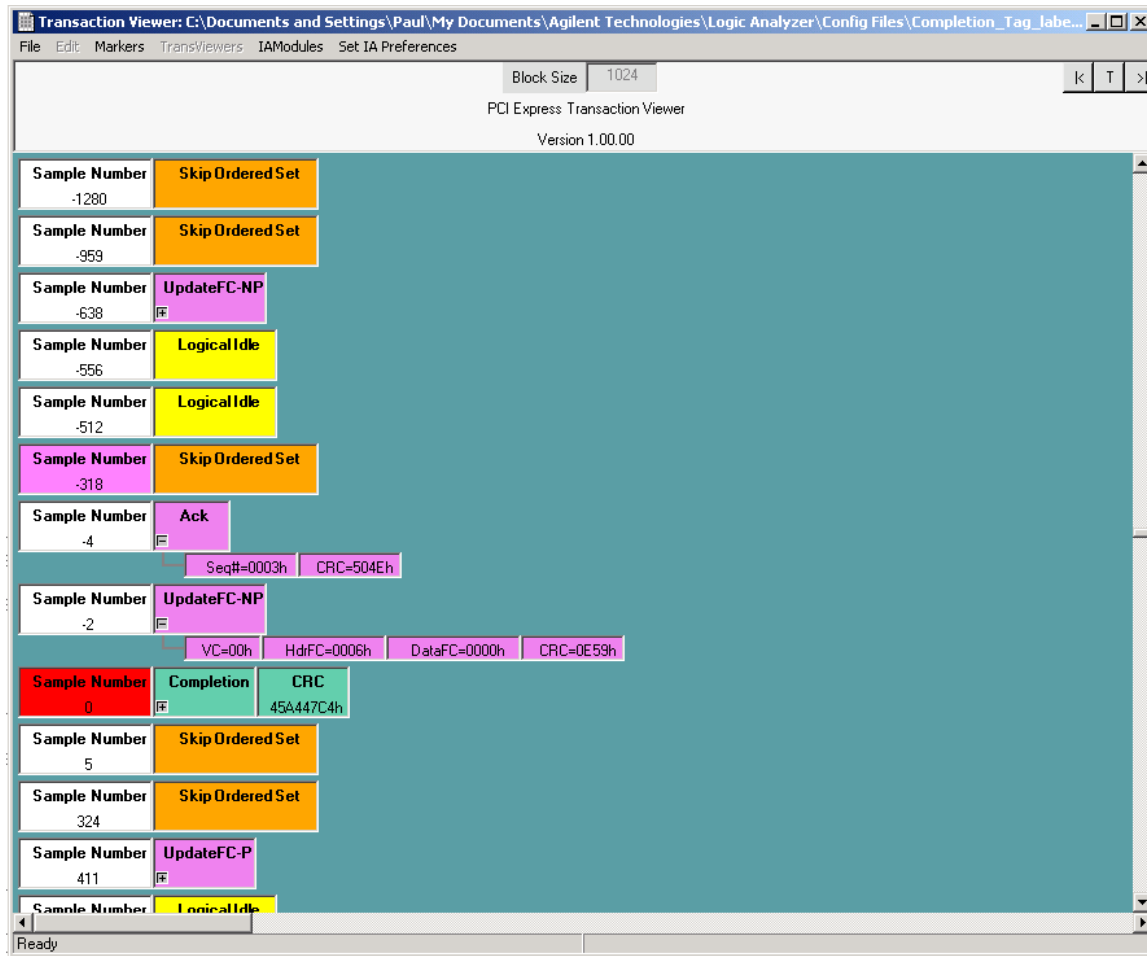 Transaction Viewer: C:\Documents and Settings\Paul\My Documents\Agilent Technologies\Logic Analyzer\Config Files\Completion_Tag_labe...
File Edit Markers TransViewers IAModules Set IA Preferences
Block Size 1024
|< T >|
PCI Express Transaction Viewer
Version 1.00.00
Sample Number Skip Ordered Set
-1280
Sample Number Skip Ordered Set
-959
Sample Number UpdateFC-NP
-638
Sample Number Logical Idle
-556
Sample Number Logical Idle
-512
Sample Number Skip Ordered Set
-318
Sample Number Ack
-4
Seq#=0003h CRC=504Eh
Sample Number UpdateFC-NP
-2
VC=00h HdrFC=0006h DataFC=0000h CRC=0E59h
Sample Number Completion CRC
0 45A447C4h
Sample Number Skip Ordered Set
5
Sample Number Skip Ordered Set
324
Sample Number UpdateFC-P
411
Sample Number Logical Idle
Ready